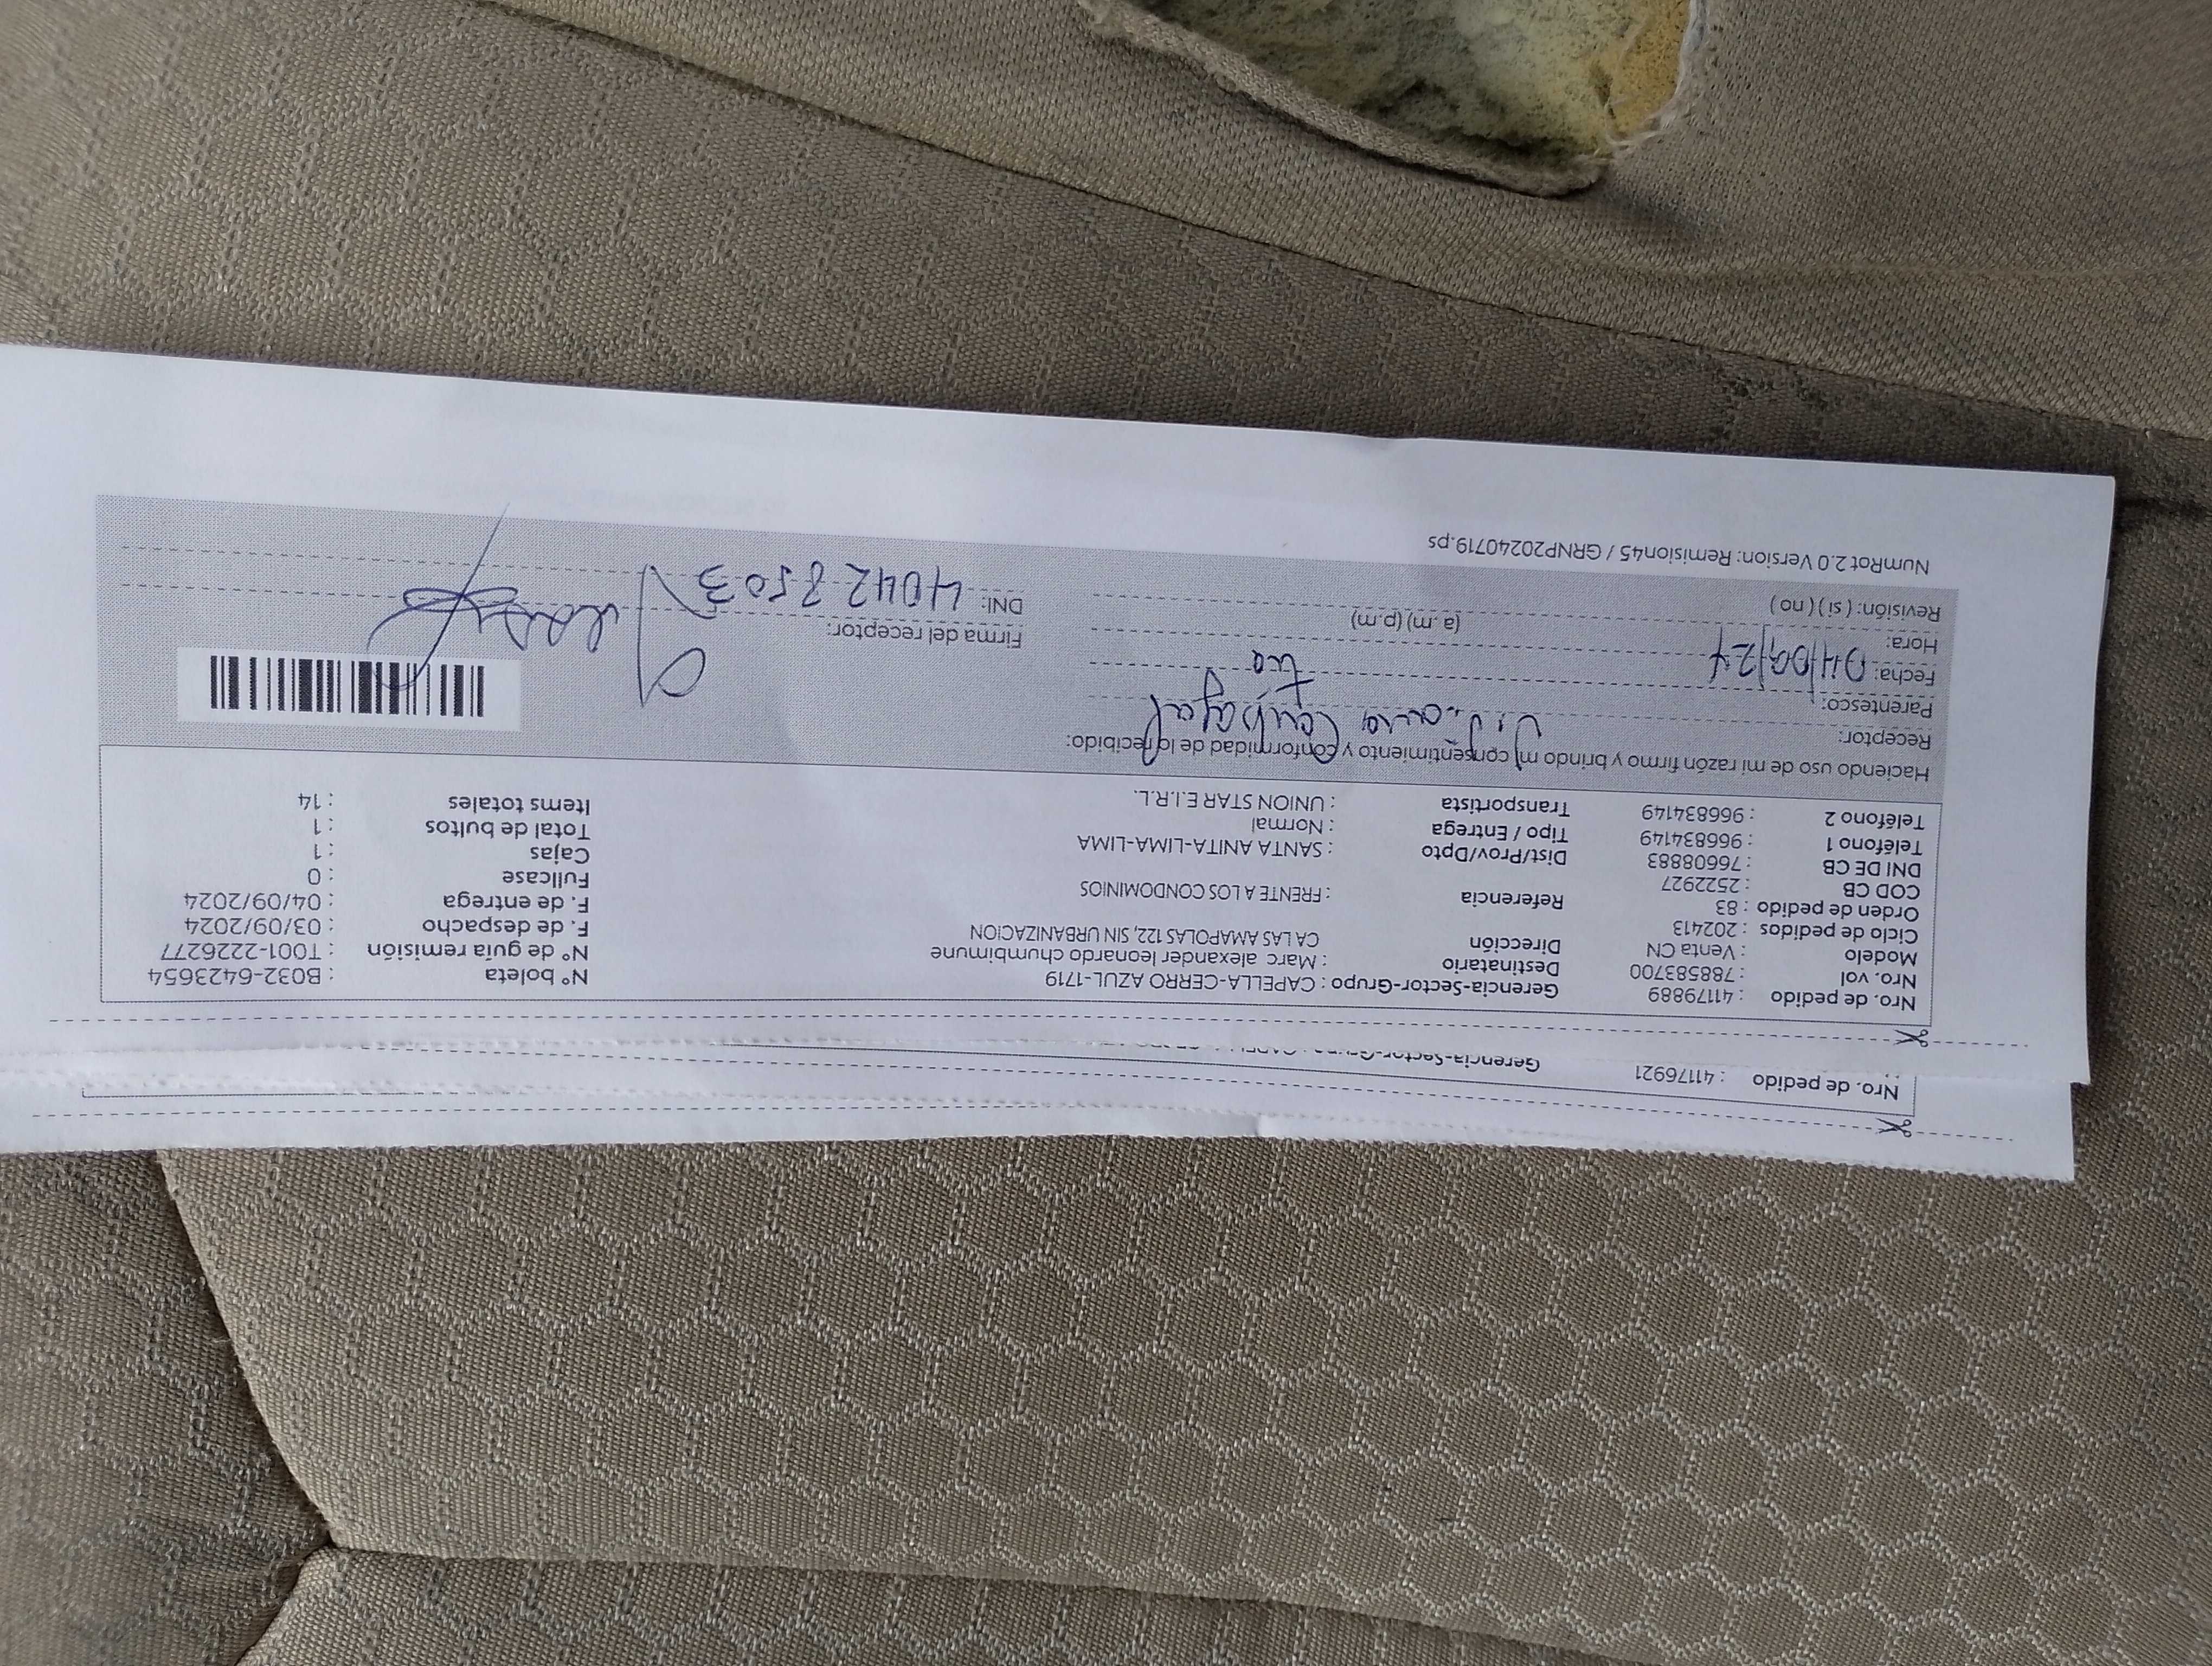 Nro. de pedido : 41176921
Gerencia-Sector-Grupo
Nro. de pedido : 41179889 Gerencia-Sector-Grupo : CAPELLA-CERRO AZUL-1719 N° boleta : B032-6423654
Nro. vol : 788583700 Destinatario : Marc alexander leonardo chumbimune N° de guía remisión : T001-2226277
Modelo : Venta CN Dirección CA LAS AMAPOLAS 122, SIN URBANIZACION F. de despacho : 03/09/2024
Ciclo de pedidos : 202413 F. de entrega : 04/09/2024
Orden de pedido : 83 Referencia : FRENTE A LOS CONDOMINIOS Fullcase : 0
COD CB : 2522927 Cajas : 1
DNI DE CB : 76608883 Dist/Prov/Dpto : SANTA ANITA-LIMA-LIMA Total de bultos : 1
Teléfono 1 : 966834149 Tipo / Entrega : Normal Items totales : 14
Teléfono 2 : 966834149 Transportista : UNION STAR E.I.R.L.
Haciendo uso de mi razón firmo y brindo mi consentimiento y conformidad de lo recibido:
Receptor:
Parentesco: tia
Fecha: 04/09/24 Firma del receptor:
Hora: (a .m) (p.m) DNI: 40428503
Revisión: ( si ) ( no )
NumRot 2.0 Version: Remision45 / GRNP20240719.ps